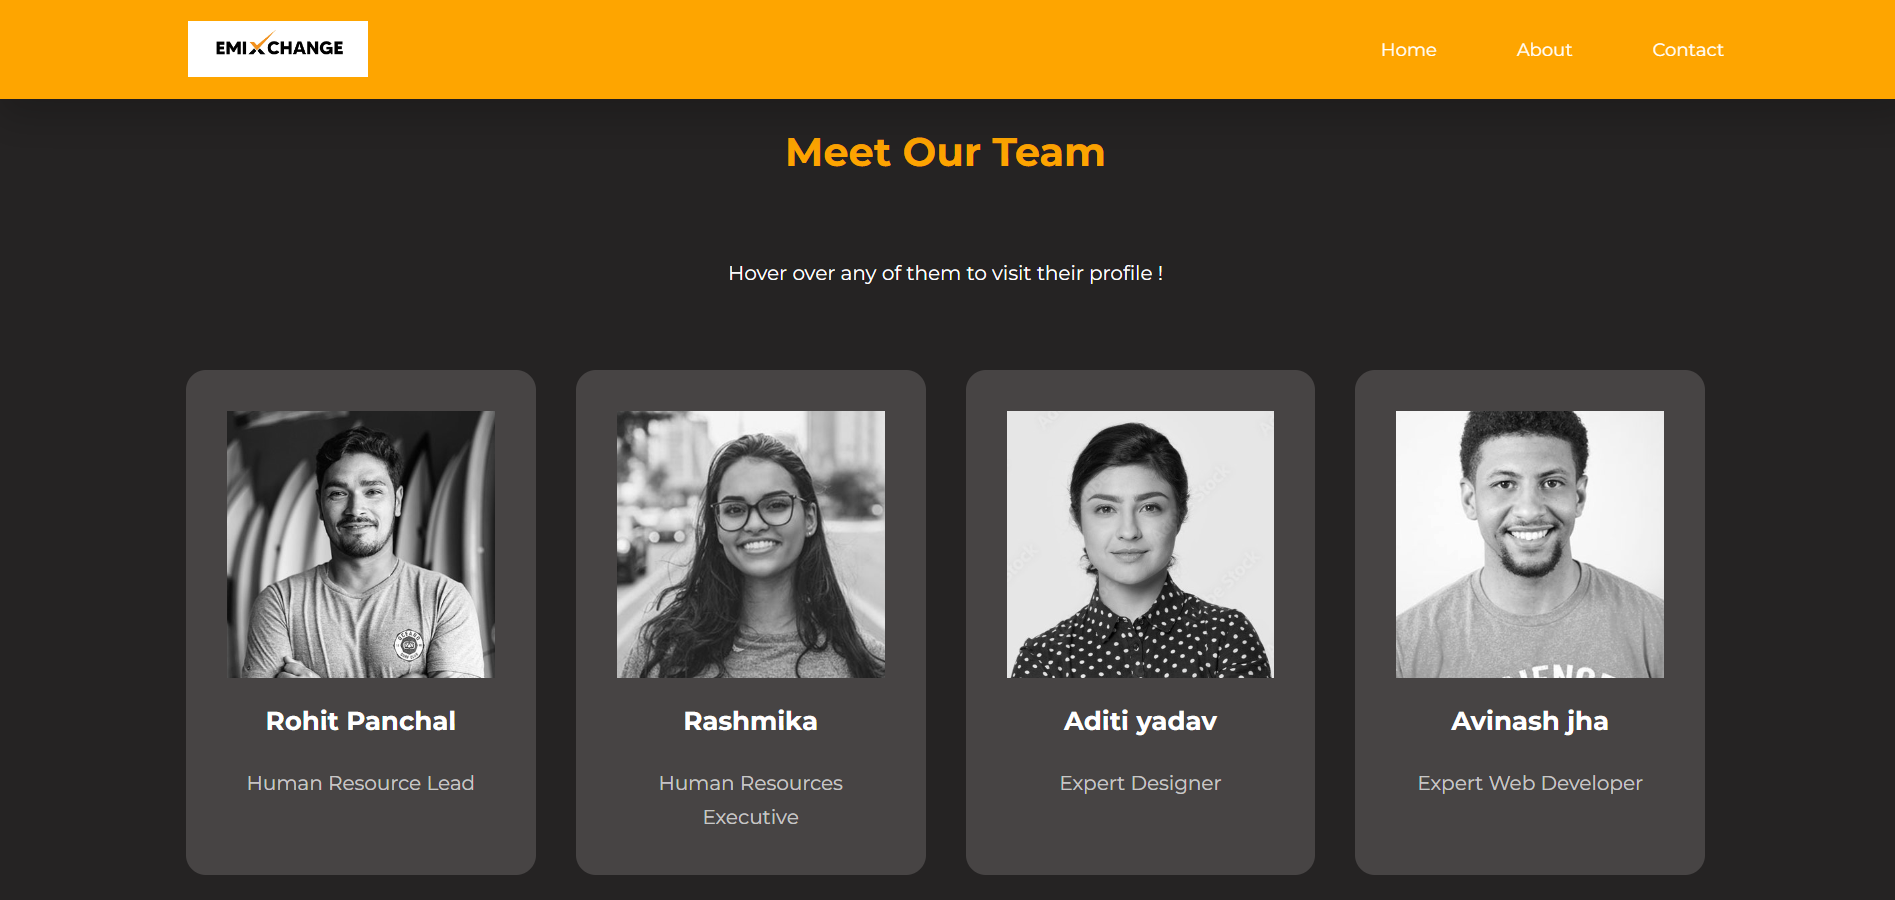 EMIXCHANGE
Home About Contact
Meet Our Team
Hover over any of them to visit their profile !
Rohit Panchal
Human Resource Lead
Rashmika
Human Resources
Executive
Aditi yadav
Expert Designer
Avinash jha
Expert Web Developer